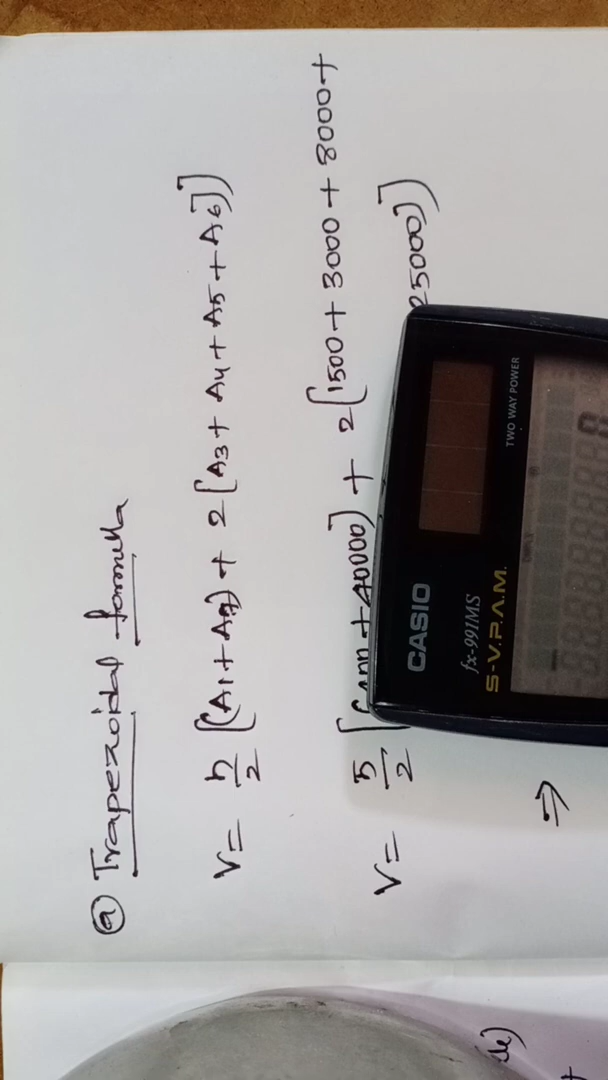 ⓐ Trapezoidal formula
V = h/2 [(A1 + A7) + 2 [A3 + A4 + A5 + A6]]
V = 5/2 [ + 40000) + 2[1500 + 3000 + 8000 +
25000]]
⇒
CASIO
fx-991MS
S-V.P.A.M.
TWO WAY POWER